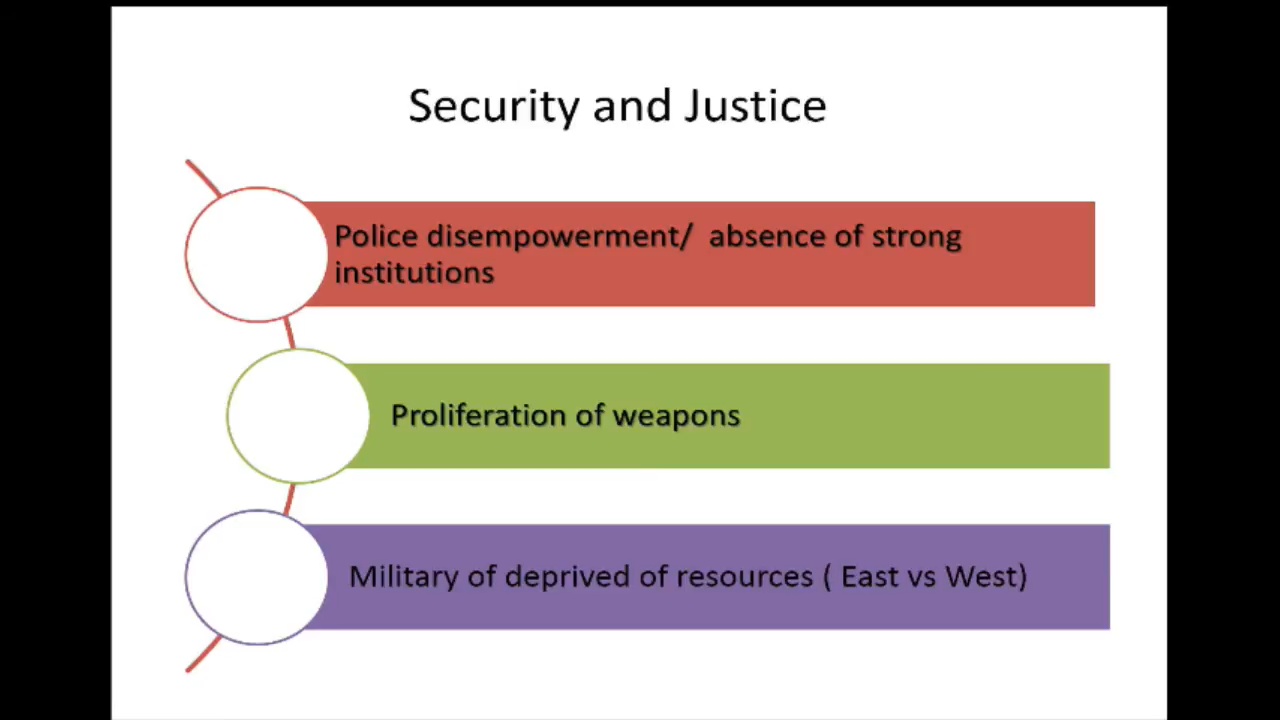 Security and Justice
Police disempowerment/ absence of strong
institutions
Proliferation of weapons
Military of deprived of resources ( East vs West)